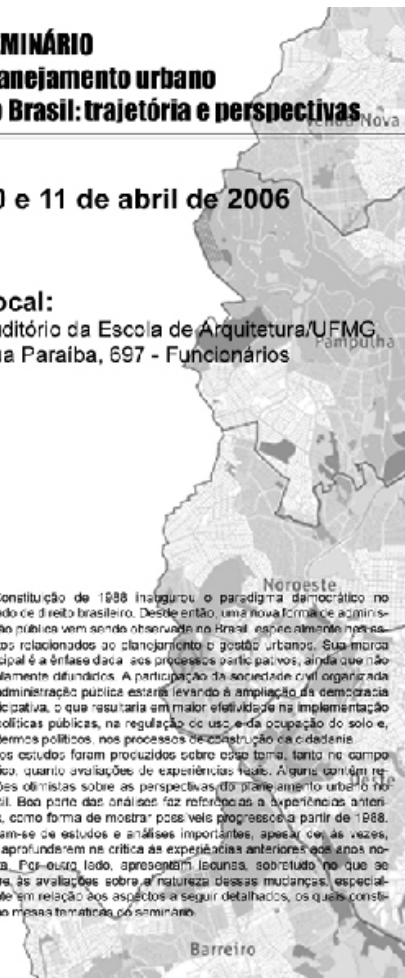 MINÁRIO
anejamento urbano
o Brasil: trajetória e perspectivas
Venda Nova
0 e 11 de abril de 2006
ocal:
uditório da Escola de Arquitetura/UFMG
ua Paraíba, 697 - Funcionários
Pampulha
Noroeste
Constituição de 1988 inaugurou o paradigma democrático no
ado de direito brasileiro. Desde então, uma nova forma de adminis-
ão pública vem sendo observada no Brasil, especialmente nos as-
tos relacionados ao planejamento e gestão urbanos. Sua marca
cipal é a ênfase dada aos processos participativos, ainda que não
lamente difundidos. A participação da sociedade civil organizada
administração pública estaria levando à ampliação da democracia
icipativa, o que resultaria em maior efetividade na implementação
políticas públicas, na regulação do uso e da ocupação do solo e,
termos políticos, nos processos de construção da cidadania.
os estudos foram produzidos sobre esse tema, tanto no campo
ico, quanto avaliações de experiências reais. Alguns contêm re-
ões otimistas sobre as perspectivas do planejamento urbano no
sil. Boa parte das análises faz referências a experiências anteri-
, como forma de mostrar possíveis progressos a partir de 1988.
am-se de estudos e análises importantes, apesar de, às vezes,
aprofundarem na crítica às experiências anteriores aos anos no-
ta. Por outro lado, apresentam lacunas, sobretudo no que se
re às avaliações sobre a natureza dessas mudanças, especial-
te em relação aos aspectos a seguir detalhados, os quais consti-
o mesas temáticas do seminário.
Barreiro